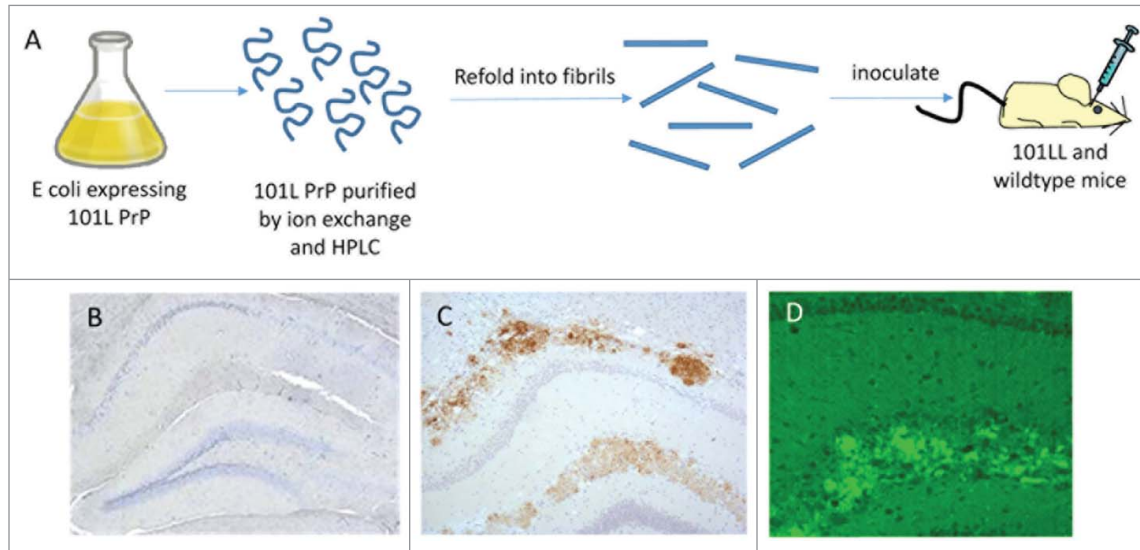 A
Refold into fibrils
inoculate
E coli expressing
101L PrP
101L PrP purified
by ion exchange
and HPLC
101LL and
wildtype mice
B
C
D